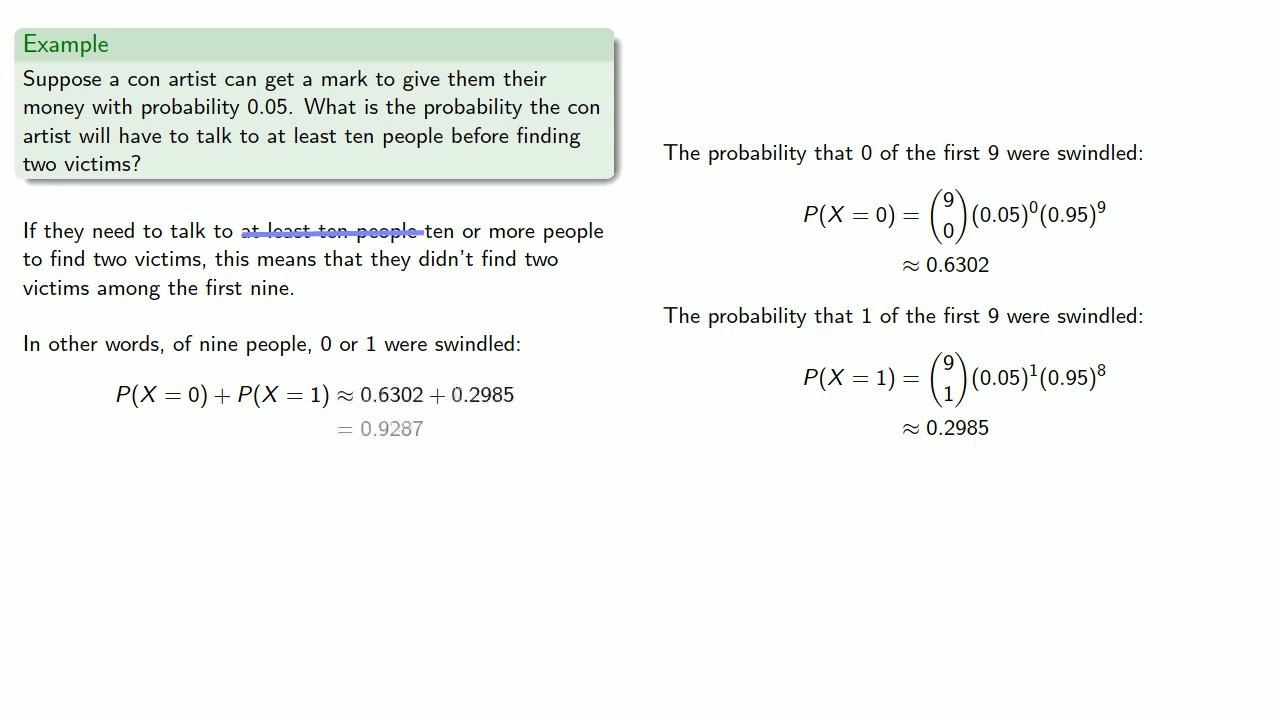 Example
Suppose a con artist can get a mark to give them their
money with probability 0.05. What is the probability the con
artist will have to talk to at least ten people before finding
two victims?
If they need to talk to at least ten people ten or more people
to find two victims, this means that they didn't find two
victims among the first nine.
In other words, of nine people, 0 or 1 were swindled:
P(X = 0) + P(X = 1) ≈ 0.6302 + 0.2985
= 0.9287
The probability that 0 of the first 9 were swindled:
P(X = 0) = (9 0)(0.05)⁰(0.95)⁹
≈ 0.6302
The probability that 1 of the first 9 were swindled:
P(X = 1) = (9 1)(0.05)¹(0.95)⁸
≈ 0.2985